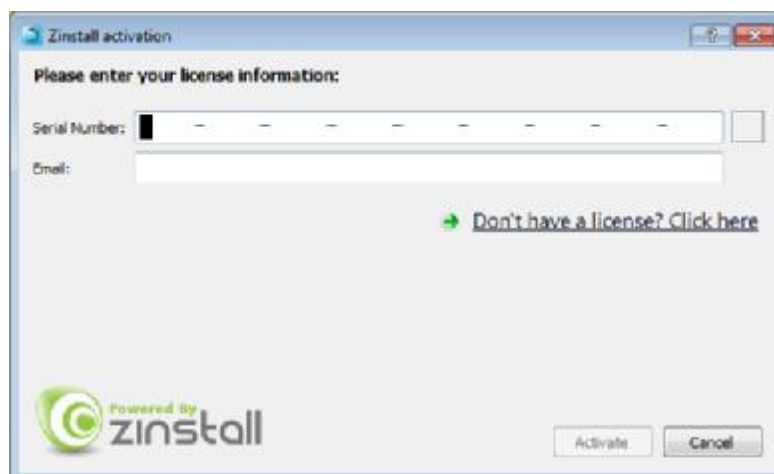 Zinstall activation
Please enter your license information:
Serial Number: - - - - - - - - -
Email:
Don't have a license? Click here
Powered By
zinstall
Activate Cancel